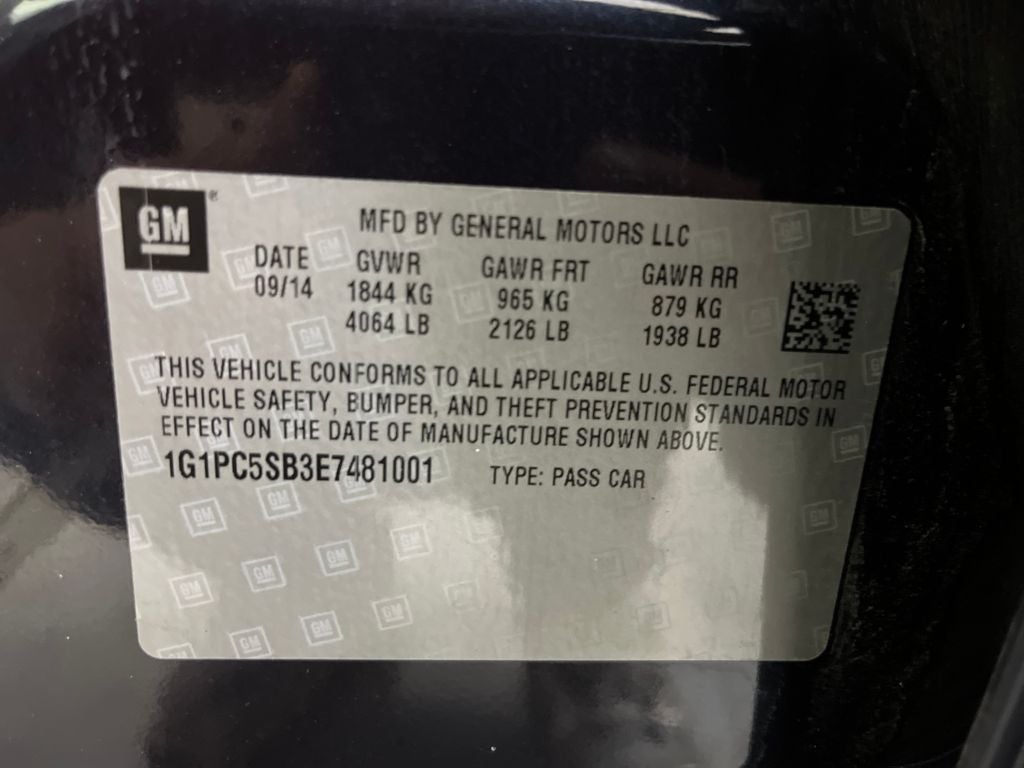 GM ®
MFD BY GENERAL MOTORS LLC
DATE GVWR GAWR FRT GAWR RR
09/14 1844 KG 965 KG 879 KG
4064 LB 2126 LB 1938 LB
THIS VEHICLE CONFORMS TO ALL APPLICABLE U.S. FEDERAL MOTOR
VEHICLE SAFETY, BUMPER, AND THEFT PREVENTION STANDARDS IN
EFFECT ON THE DATE OF MANUFACTURE SHOWN ABOVE.
1G1PC5SB3E7481001 TYPE: PASS CAR